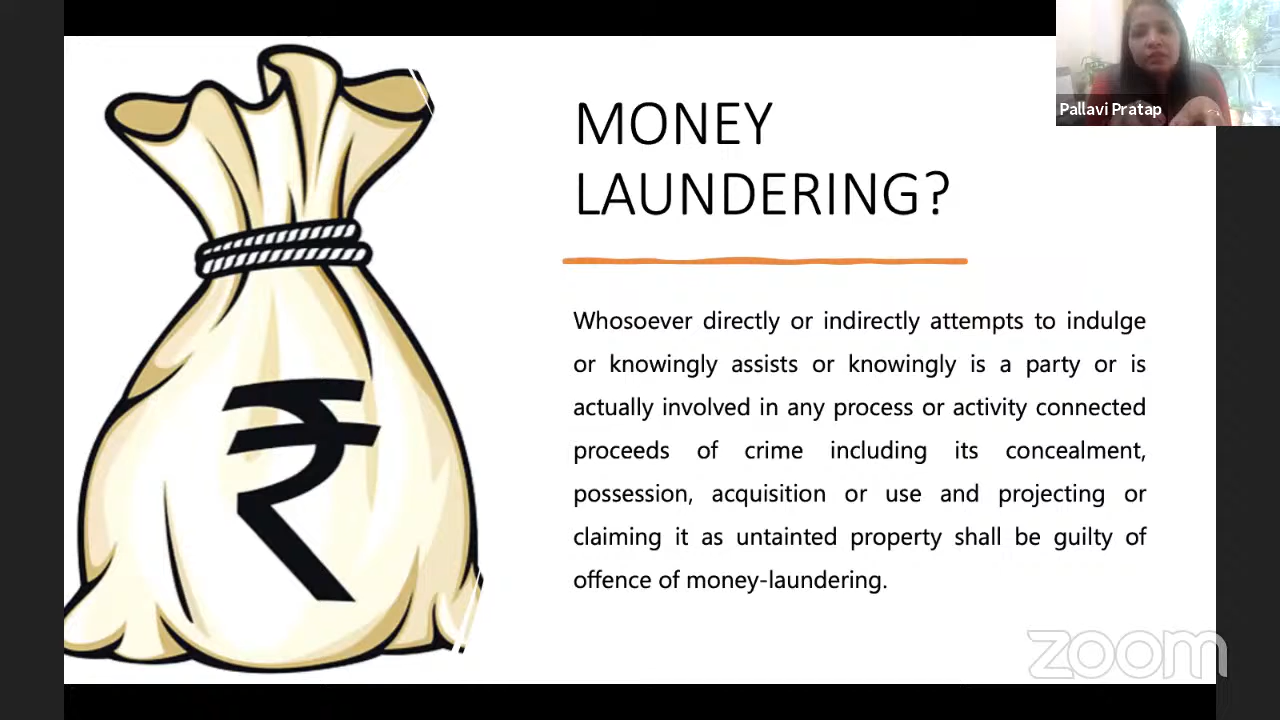 MONEY
LAUNDERING?
Whosoever directly or indirectly attempts to indulge
or knowingly assists or knowingly is a party or is
actually involved in any process or activity connected
proceeds of crime including its concealment,
possession, acquisition or use and projecting or
claiming it as untainted property shall be guilty of
offence of money-laundering.
₹
Pallavi Pratap
zoom